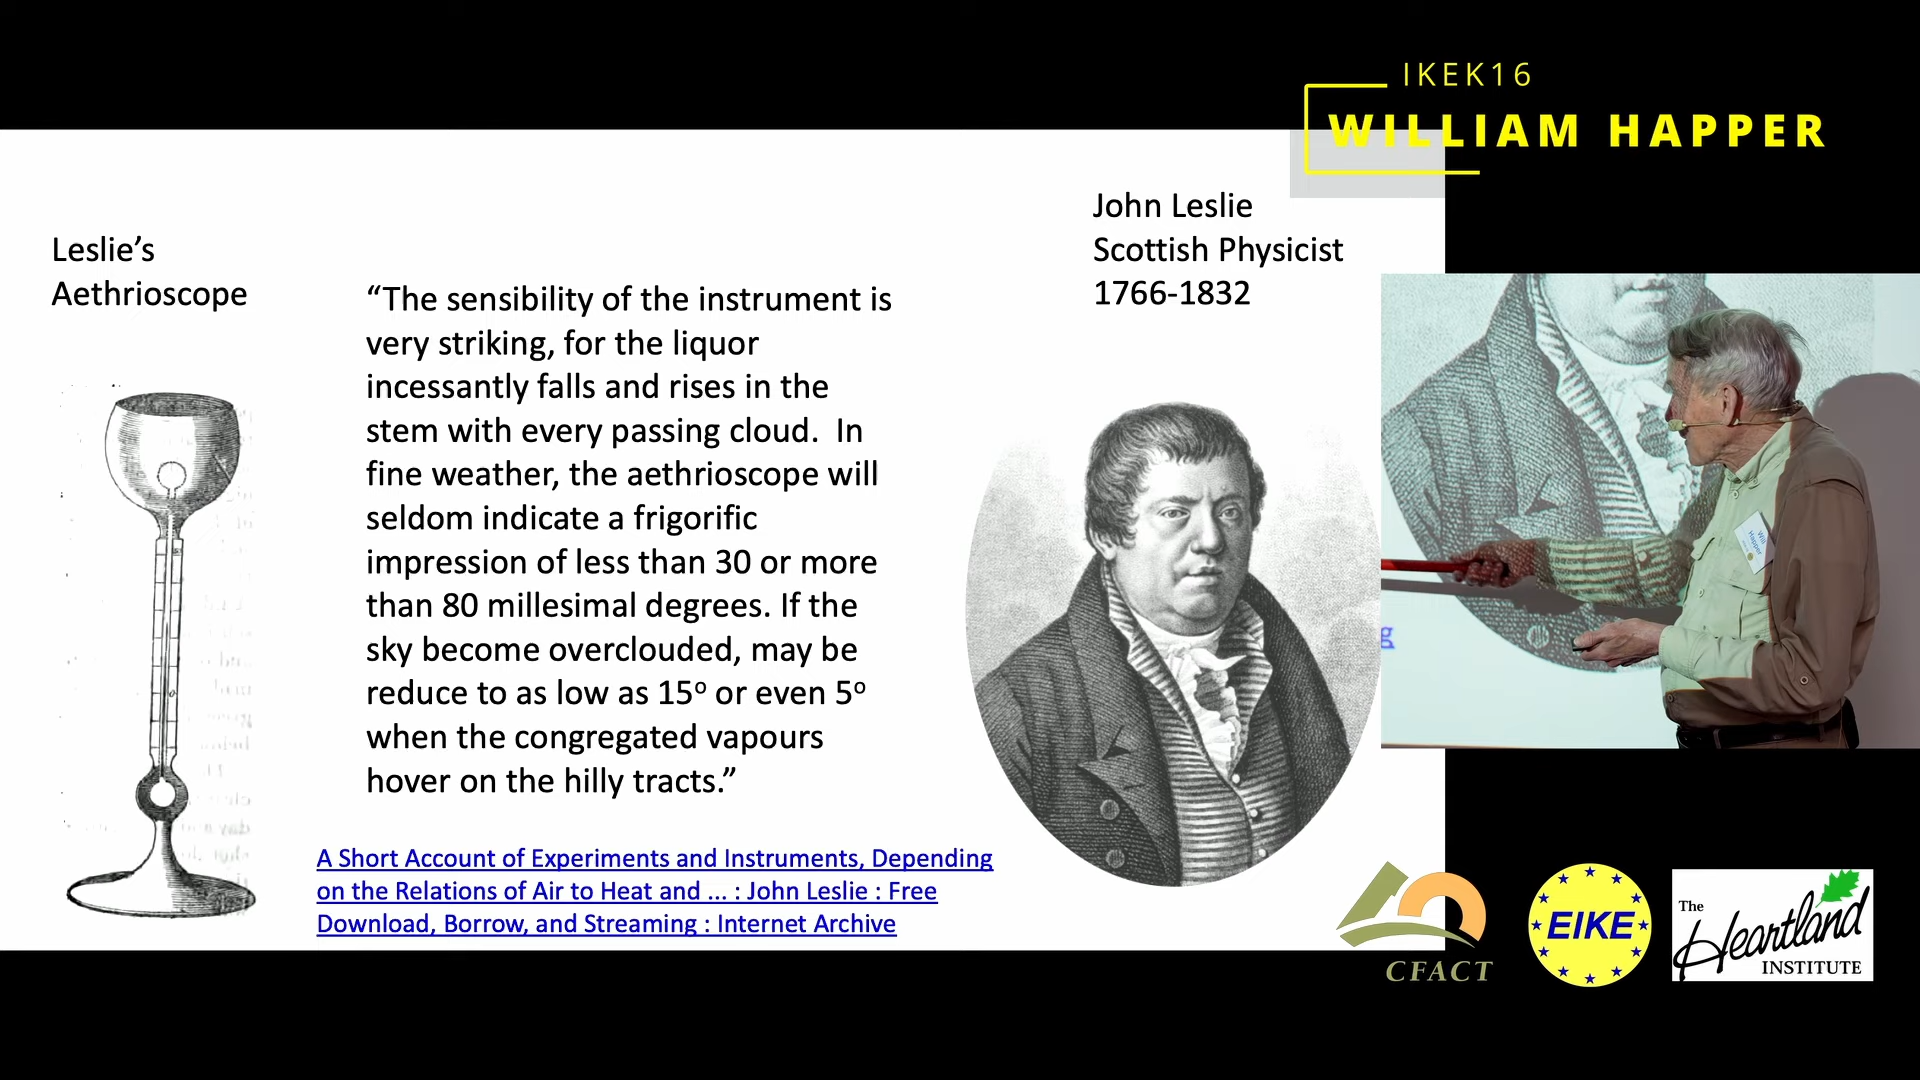 IKEK16
WILLIAM HAPPER
John Leslie
Scottish Physicist
1766-1832
Leslie’s
Aethrioscope
“The sensibility of the instrument is
very striking, for the liquor
incessantly falls and rises in the
stem with every passing cloud.  In
fine weather, the aethrioscope will
seldom indicate a frigorific
impression of less than 30 or more
than 80 millesimal degrees. If the
sky become overclouded, may be
reduce to as low as 15º or even 5º
when the congregated vapours
hover on the hilly tracts.”
A Short Account of Experiments and Instruments, Depending
on the Relations of Air to Heat and ... : John Leslie : Free
Download, Borrow, and Streaming : Internet Archive
g
Will
Happer
CFACT
EIKE
The
Heartland
INSTITUTE